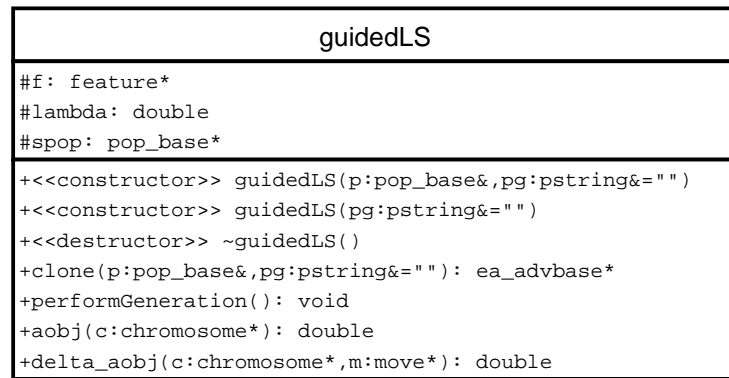 guidedLS
#f: feature*
#lambda: double
#spop: pop_base*
+<<constructor>> guidedLS(p:pop_base&,pg:pstring&="")
+<<constructor>> guidedLS(pg:pstring&="")
+<<destructor>> ~guidedLS()
+clone(p:pop_base&,pg:pstring&=""): ea_advbase*
+performGeneration(): void
+aobj(c:chromosome*): double
+delta_aobj(c:chromosome*,m:move*): double